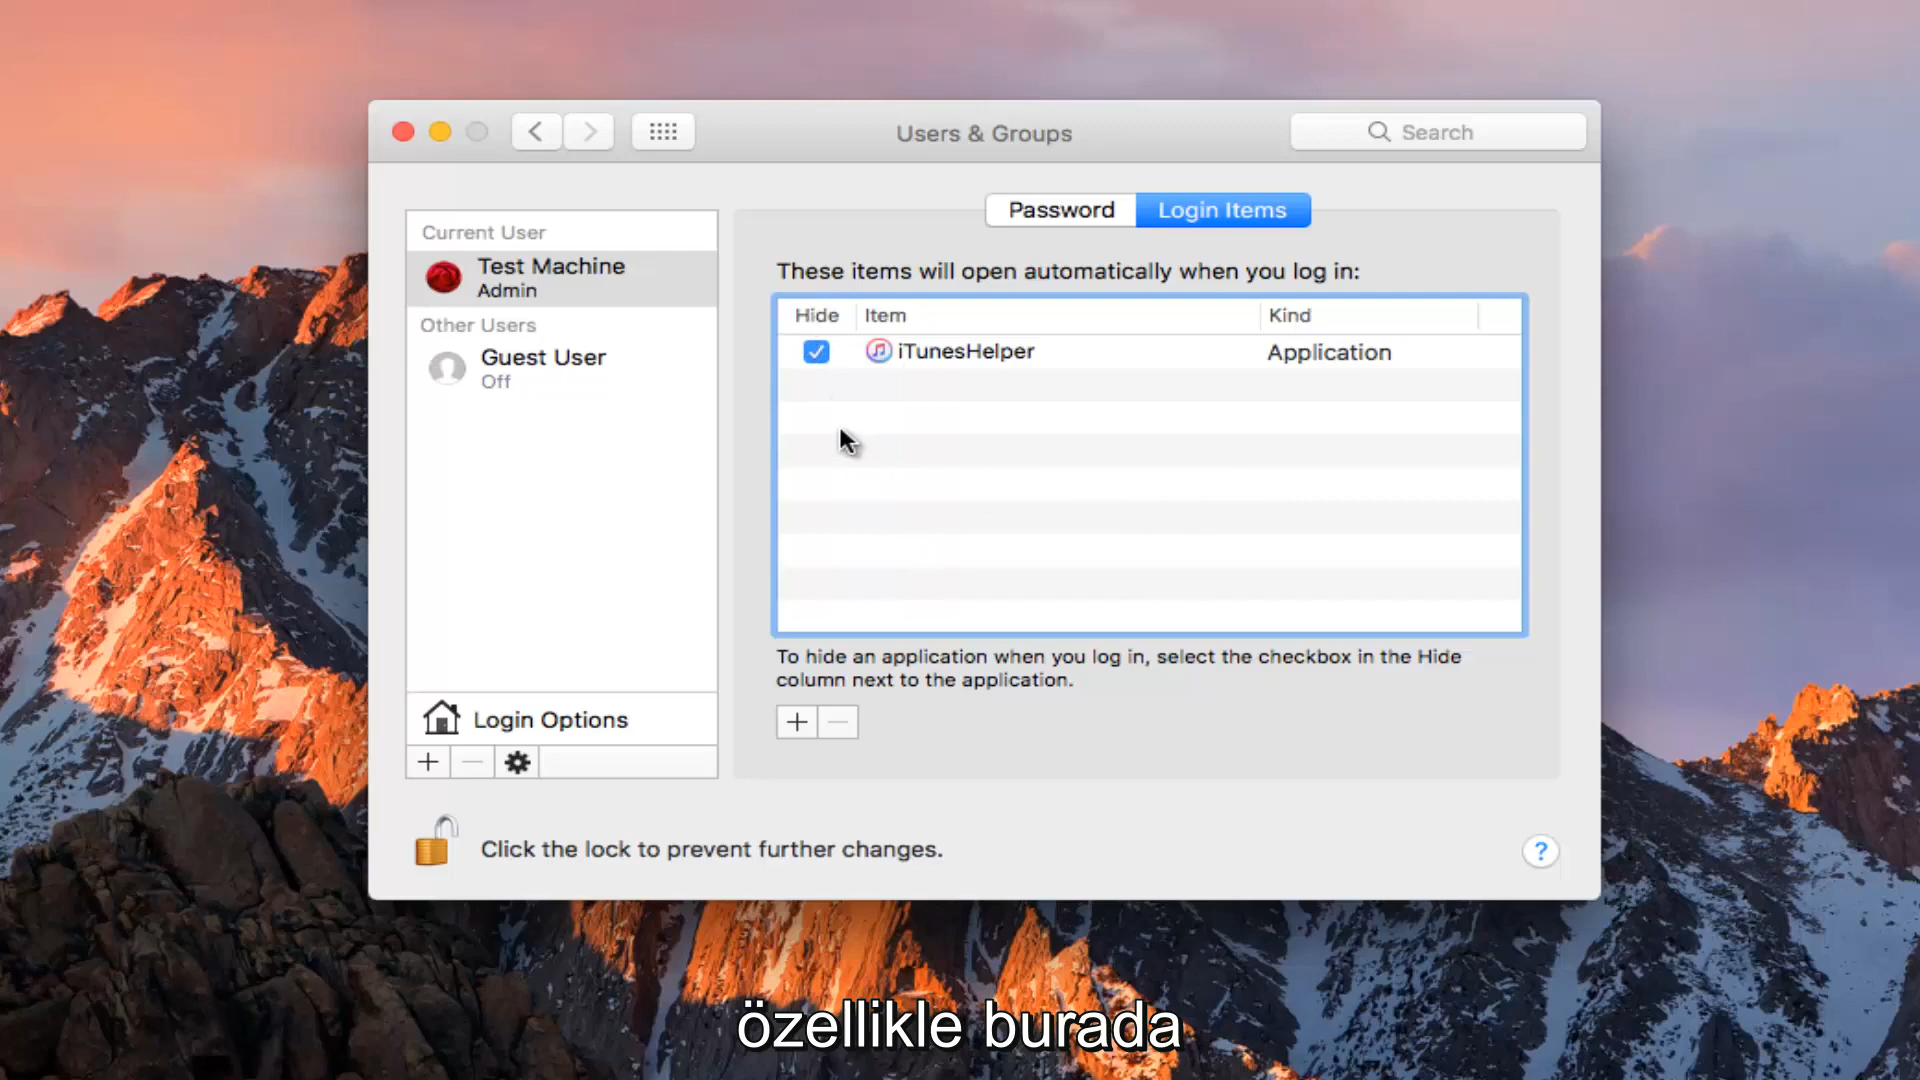 Users & Groups
Search
Password
Login Items
Current User
Test Machine
Admin
Other Users
Guest User
Off
Login Options
These items will open automatically when you log in:
Hide Item Kind
iTunesHelper Application
To hide an application when you log in, select the checkbox in the Hide
column next to the application.
Click the lock to prevent further changes.
?
özellikle burada